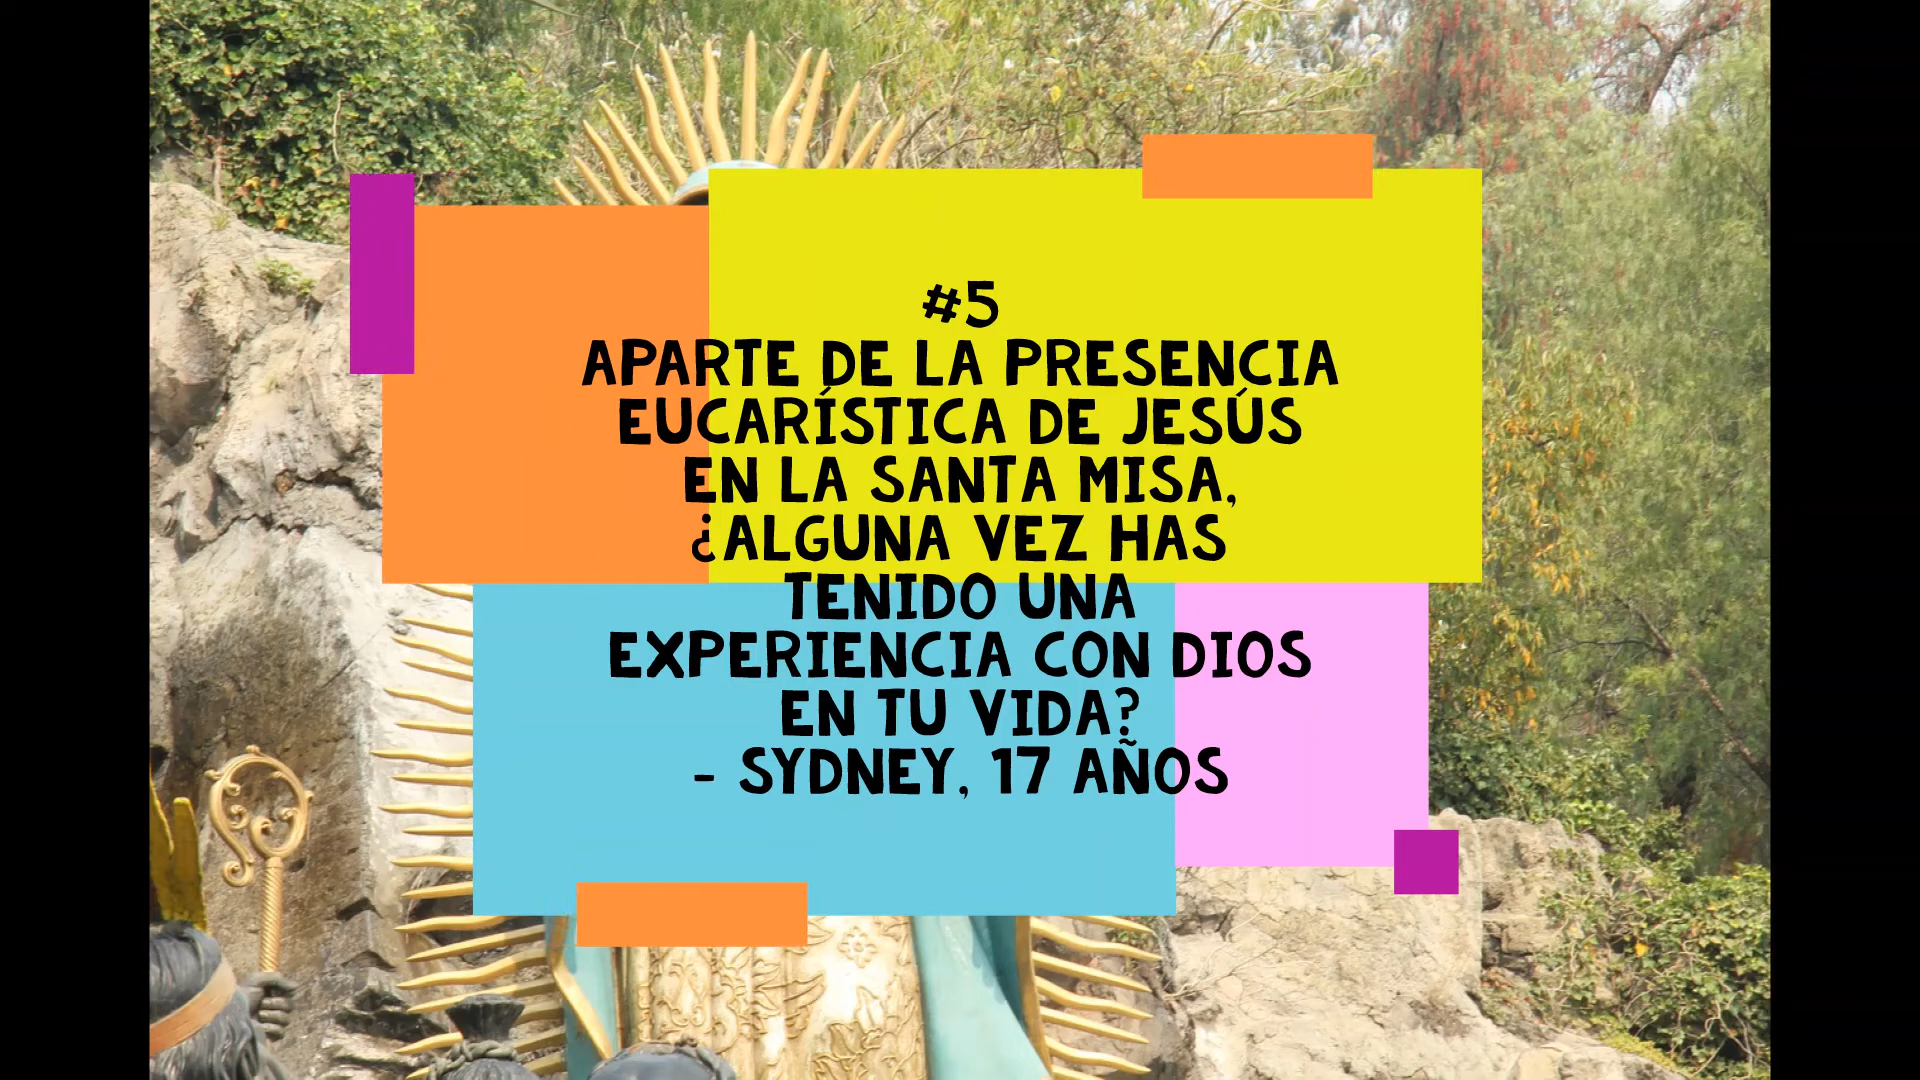 #5
APARTE DE LA PRESENCIA
EUCARÍSTICA DE JESÚS
EN LA SANTA MISA,
¿ALGUNA VEZ HAS
TENIDO UNA
EXPERIENCIA CON DIOS
EN TU VIDA?
- SYDNEY, 17 AÑOS